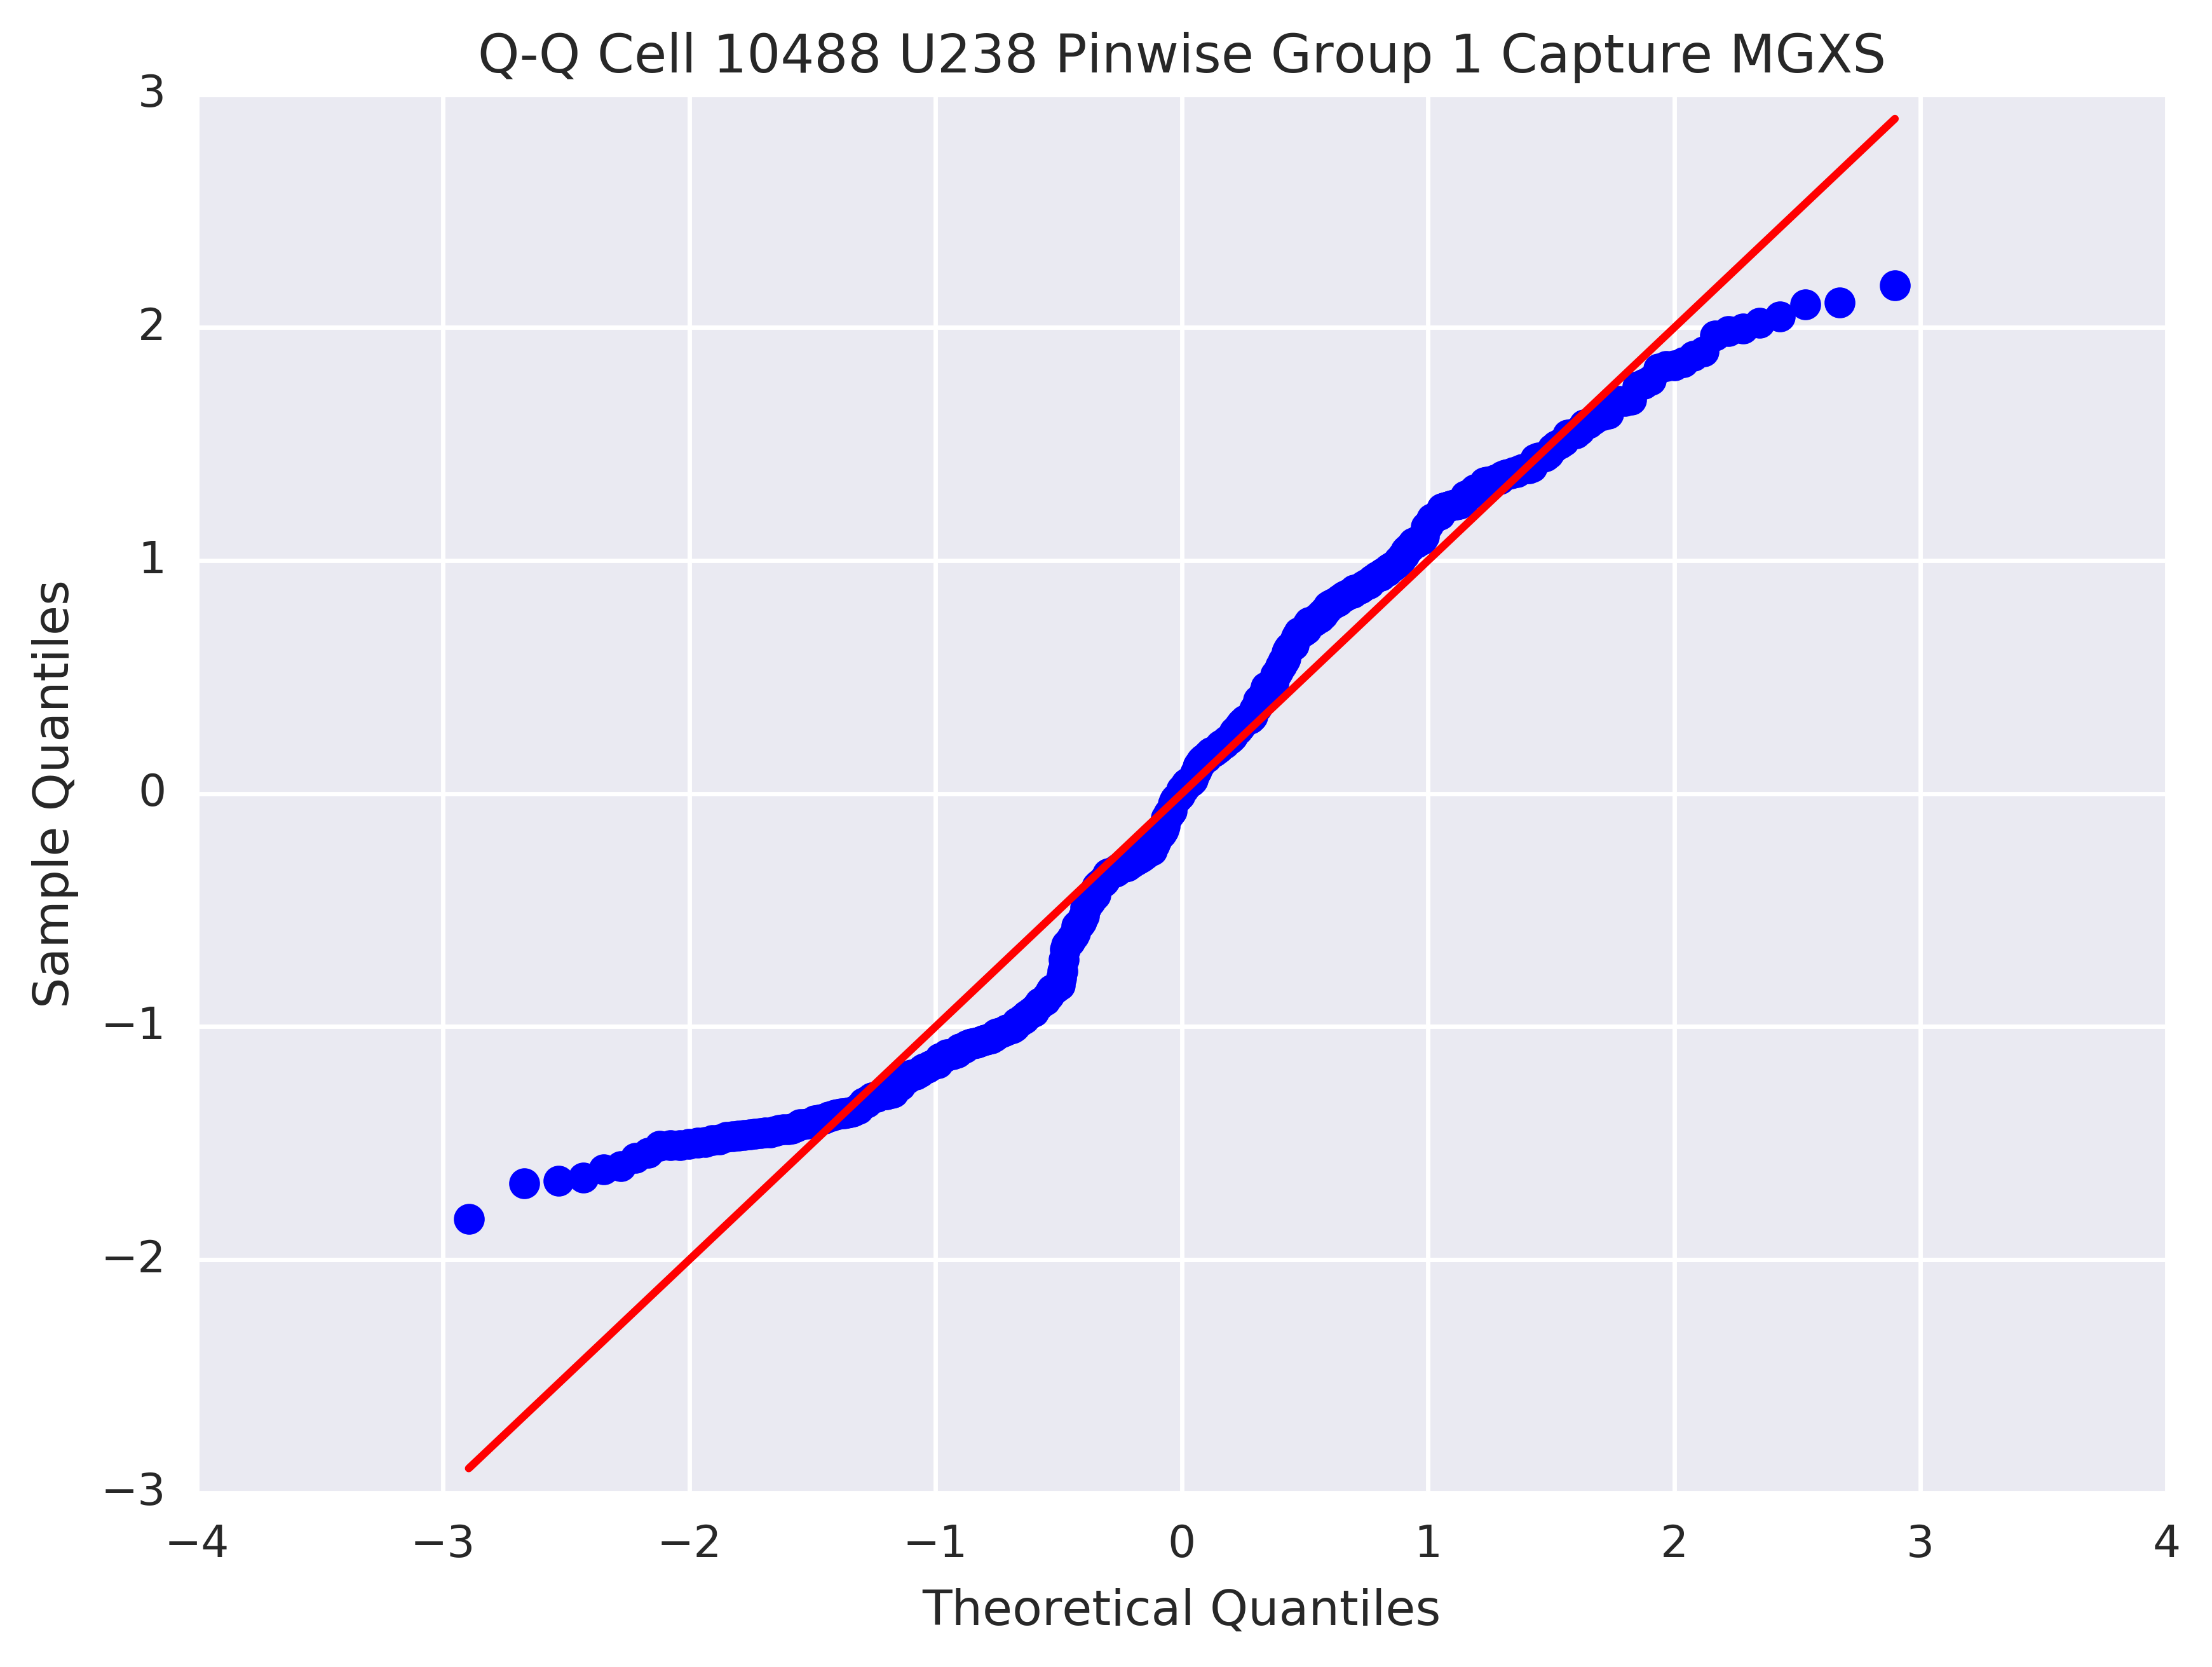 Q-Q Cell 10488 U238 Pinwise Group 1 Capture MGXS
3
2
1
0
−1
−2
−3
Sample Quantiles
−4 −3 −2 −1 0 1 2 3 4
Theoretical Quantiles